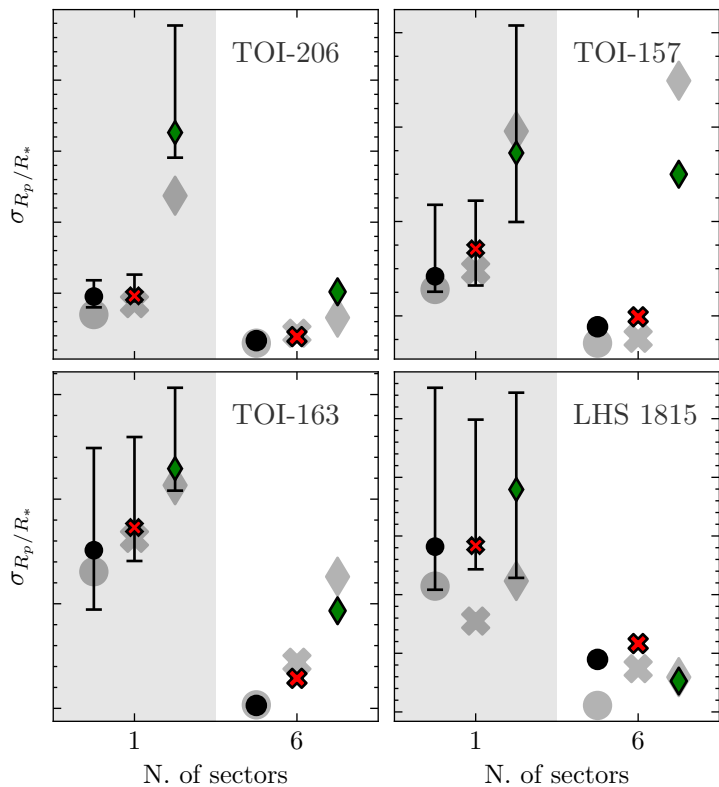 TOI-206
TOI-157
σ_{R_p/R_*}
TOI-163
LHS 1815
σ_{R_p/R_*}
1 6 1 6
N. of sectors N. of sectors